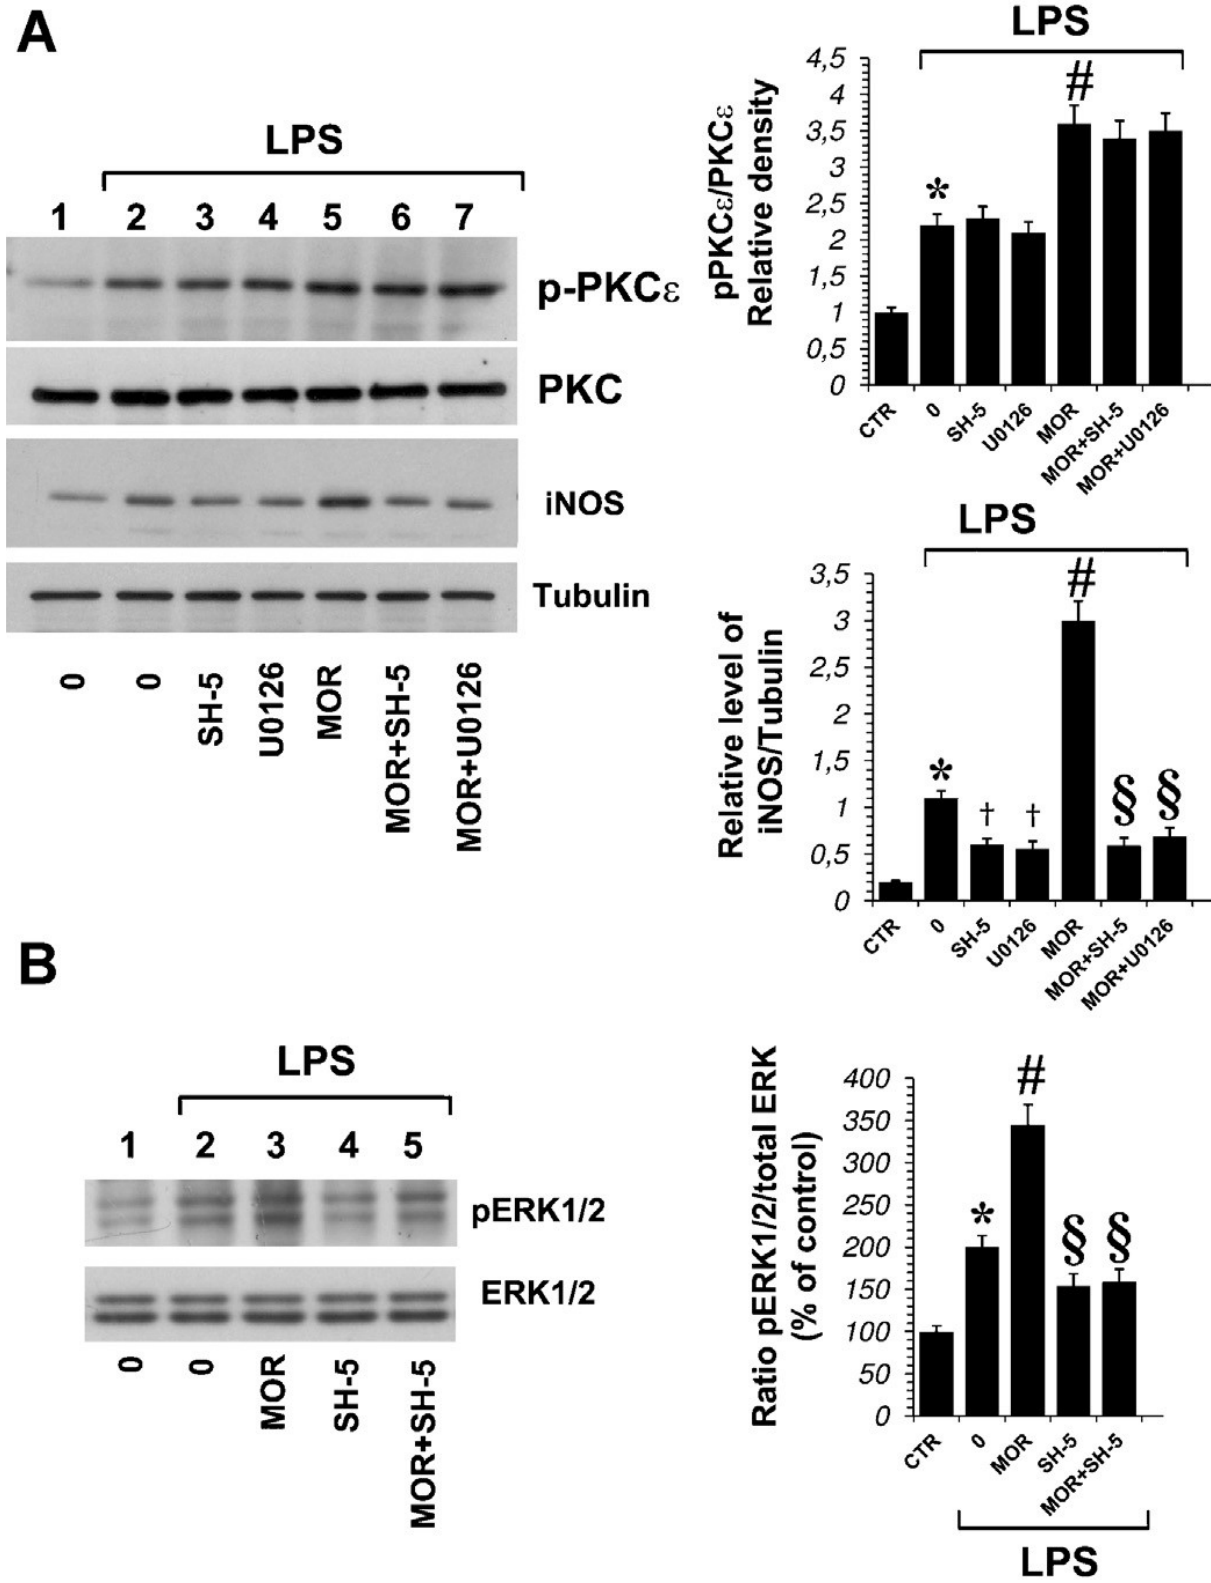 A
LPS
1 2 3 4 5 6 7
p-PKCε
PKC
iNOS
Tubulin
0 0 SH-5 U0126 MOR MOR+SH-5 MOR+U0126
LPS
pPKCε/PKCε
Relative density
4,5
4
3,5
3
2,5
2
1,5
1
0,5
0
* #
CTR 0 SH-5 U0126 MOR MOR+SH-5 MOR+U0126
LPS
Relative level of
iNOS/Tubulin
3,5
3
2,5
2
1,5
1
0,5
0
* † † # § §
CTR 0 SH-5 U0126 MOR MOR+SH-5 MOR+U0126
B
LPS
1 2 3 4 5
pERK1/2
ERK1/2
0 0 MOR SH-5 MOR+SH-5
Ratio pERK1/2/total ERK
(% of control)
400
350
300
250
200
150
100
50
0
* # § §
CTR 0 MOR SH-5 MOR+SH-5
LPS